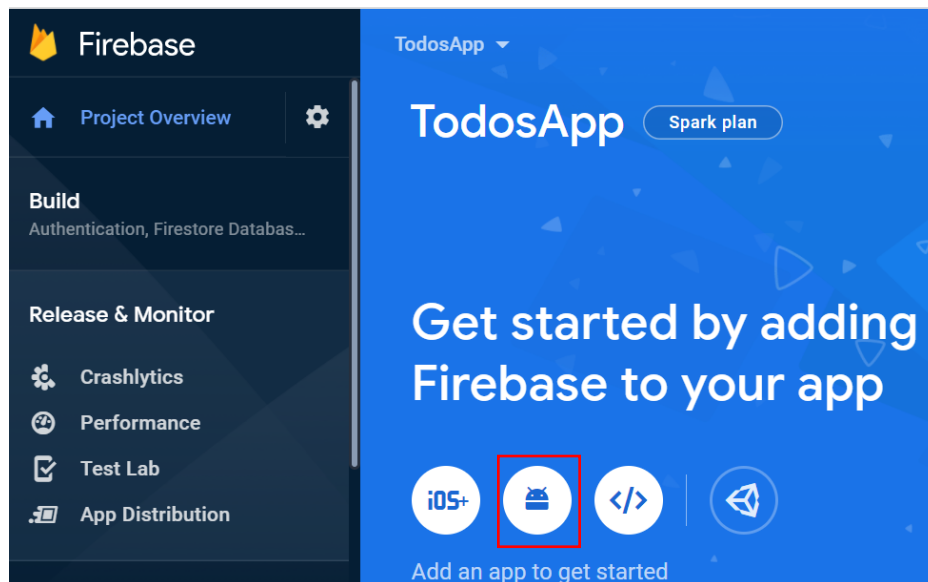 Firebase
Project Overview
Build
Authentication, Firestore Databas...
Release & Monitor
Crashlytics
Performance
Test Lab
App Distribution
TodosApp
TodosApp
Spark plan
Get started by adding
Firebase to your app
iOS+
</>
Add an app to get started